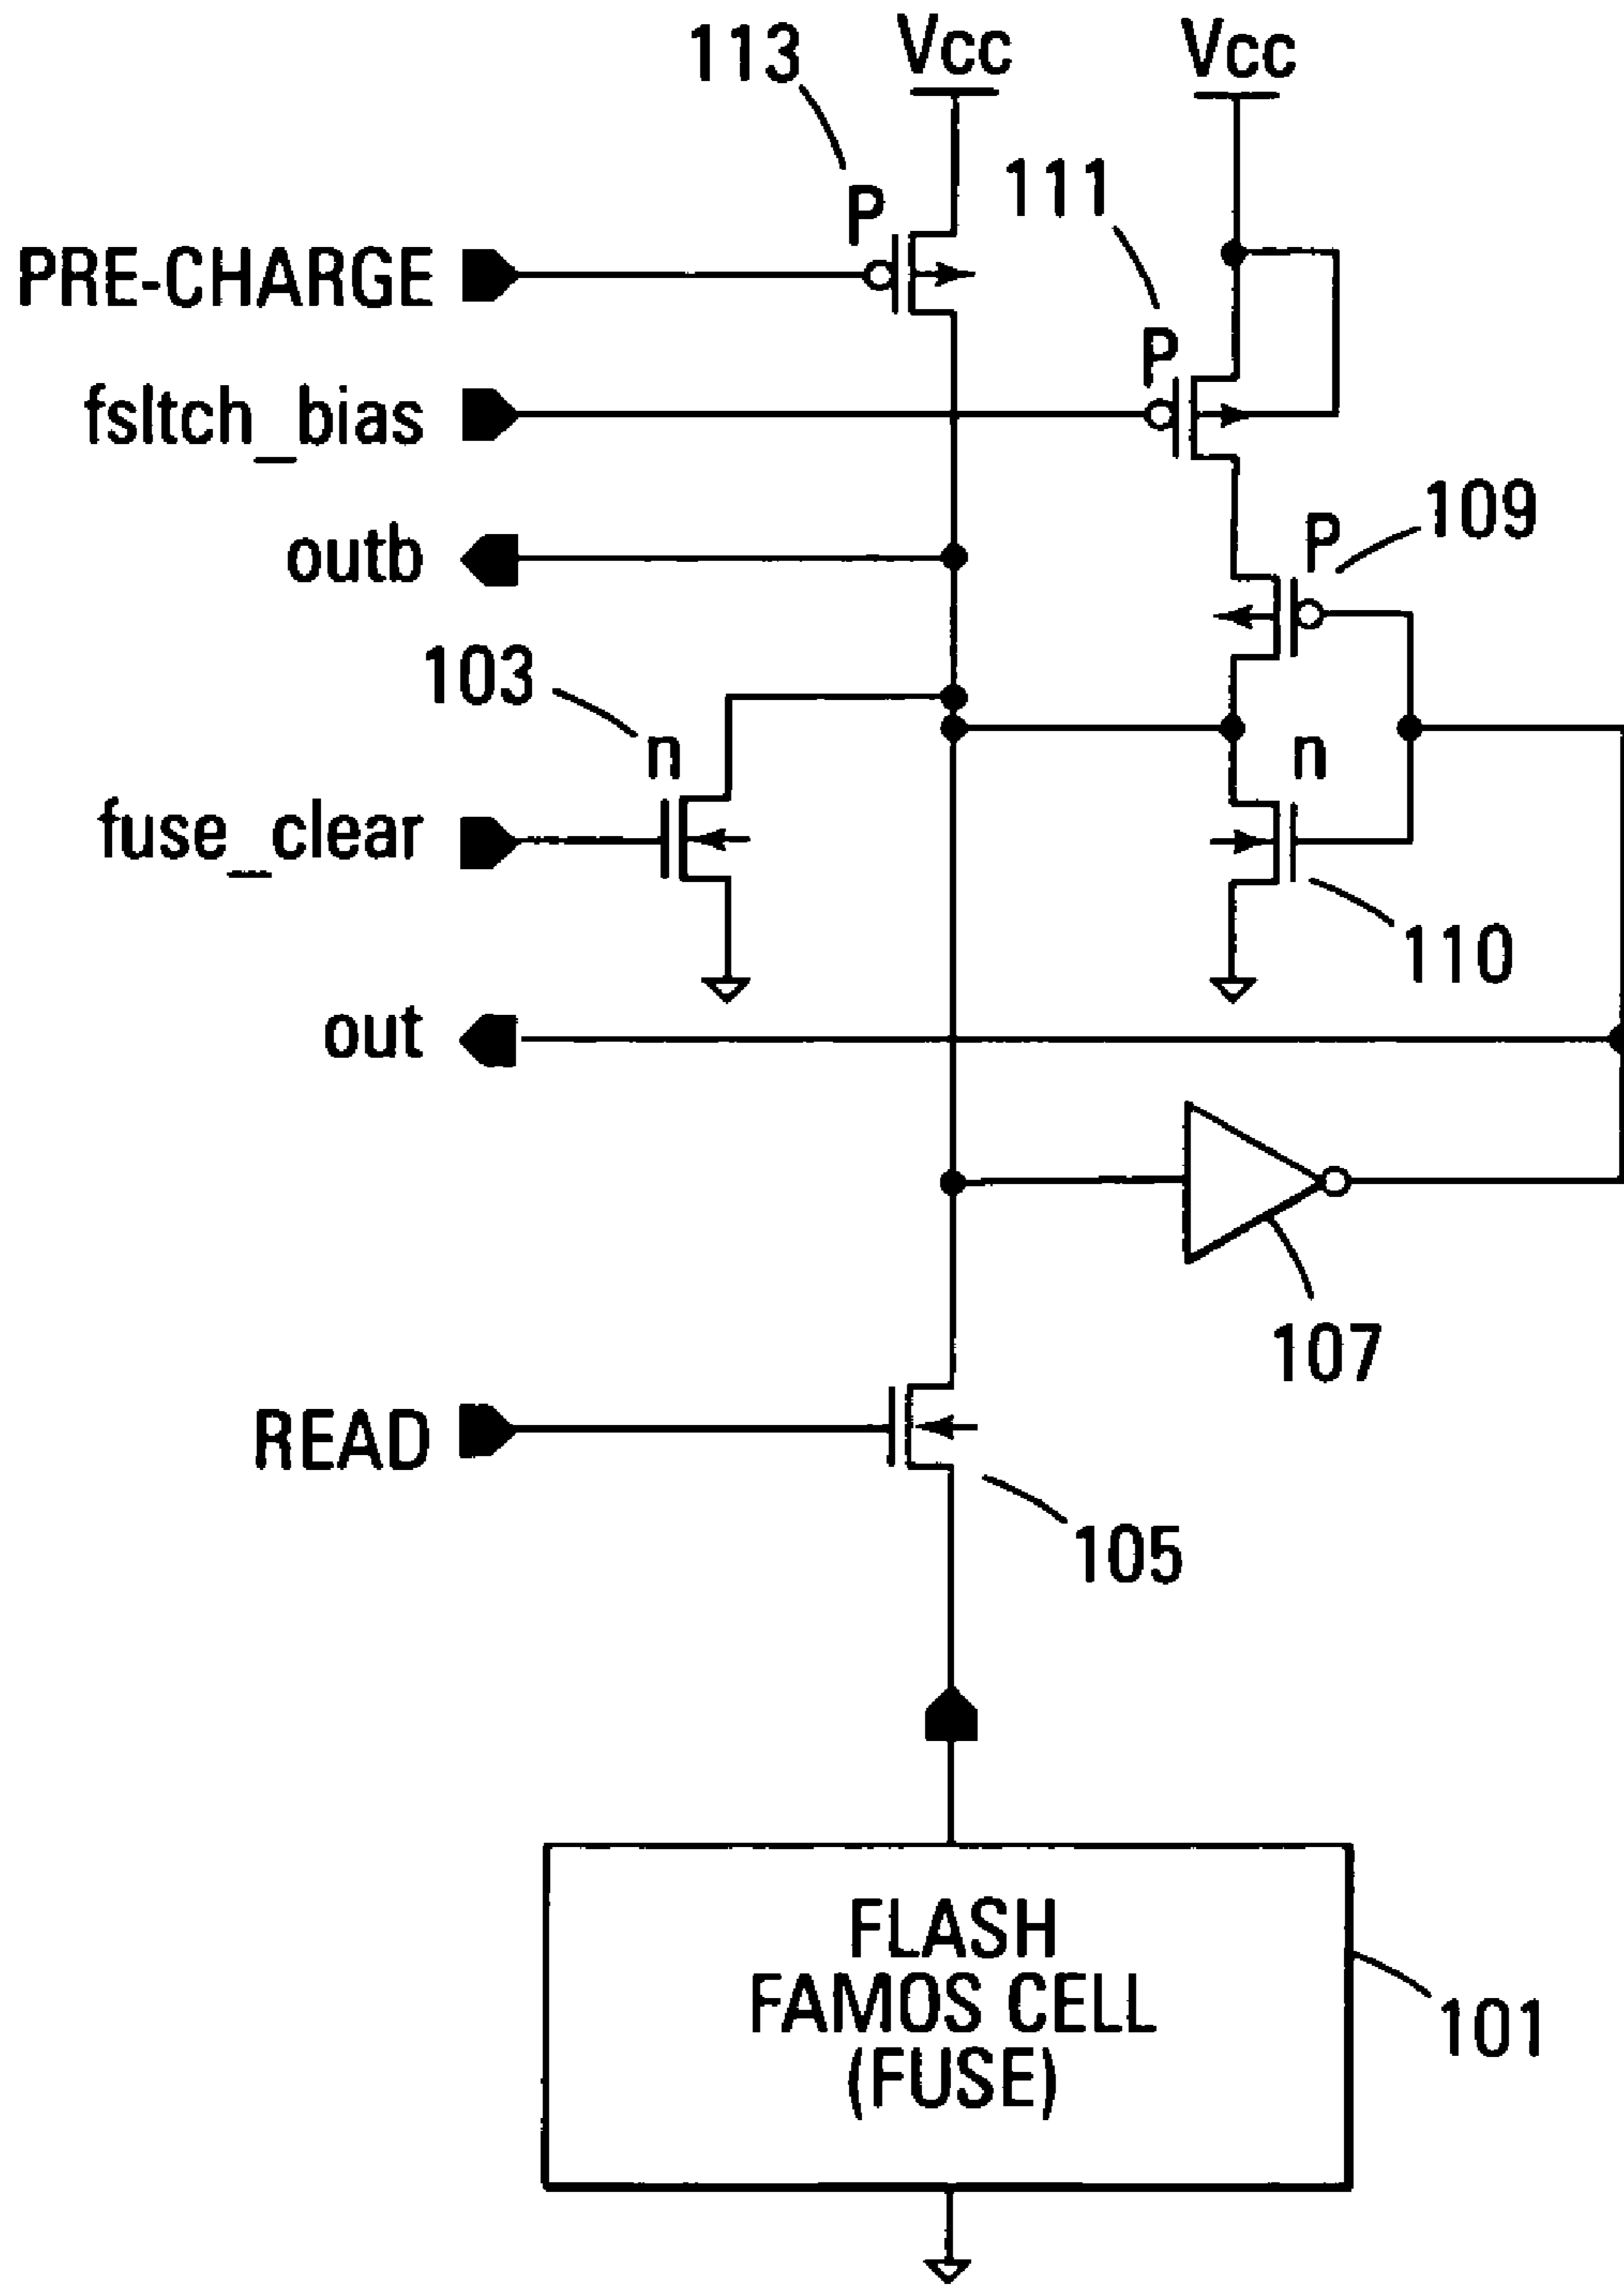 113
Vcc
Vcc
P
111
PRE-CHARGE
P
fsltch_bias
109
P
outb
103
n
n
fuse_clear
110
out
107
READ
105
FLASH
FAMOS CELL
(FUSE)
101